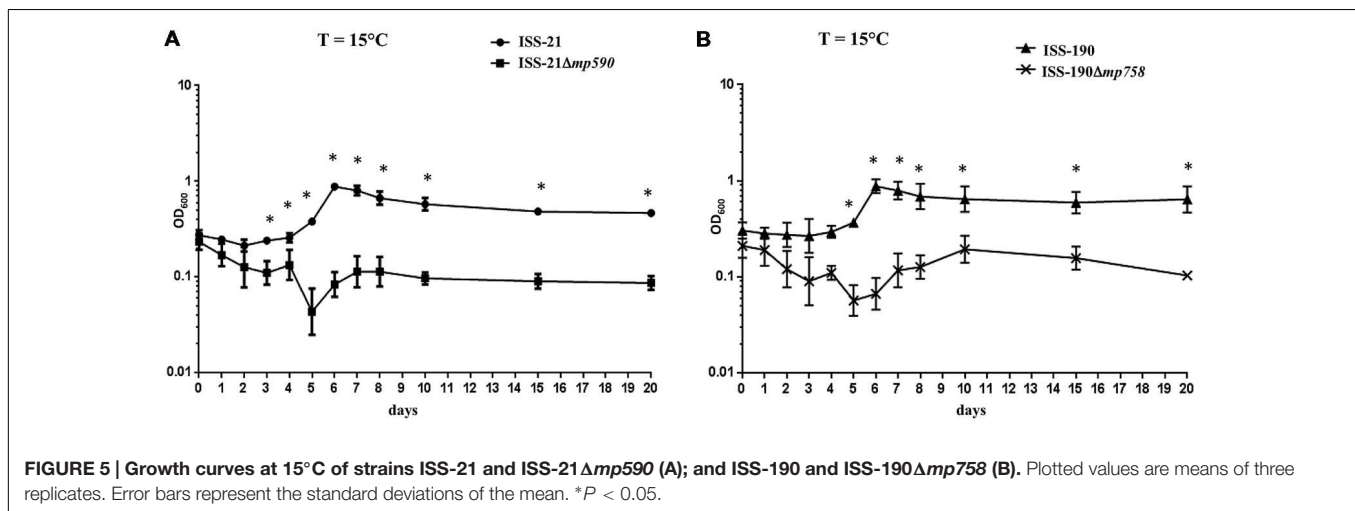 A
T = 15°C
ISS-21
ISS-21Δmp590
10
1
0.1
0.01
OD600
0 1 2 3 4 5 6 7 8 9 10 11 12 13 14 15 16 17 18 19 20
days
* * * * * * * * *
B
T = 15°C
ISS-190
ISS-190Δmp758
10
1
0.1
0.01
OD600
0 1 2 3 4 5 6 7 8 9 10 11 12 13 14 15 16 17 18 19 20
days
* * * * * * *
FIGURE 5 | Growth curves at 15°C of strains ISS-21 and ISS-21Δmp590 (A); and ISS-190 and ISS-190Δmp758 (B). Plotted values are means of three
replicates. Error bars represent the standard deviations of the mean. *P < 0.05.